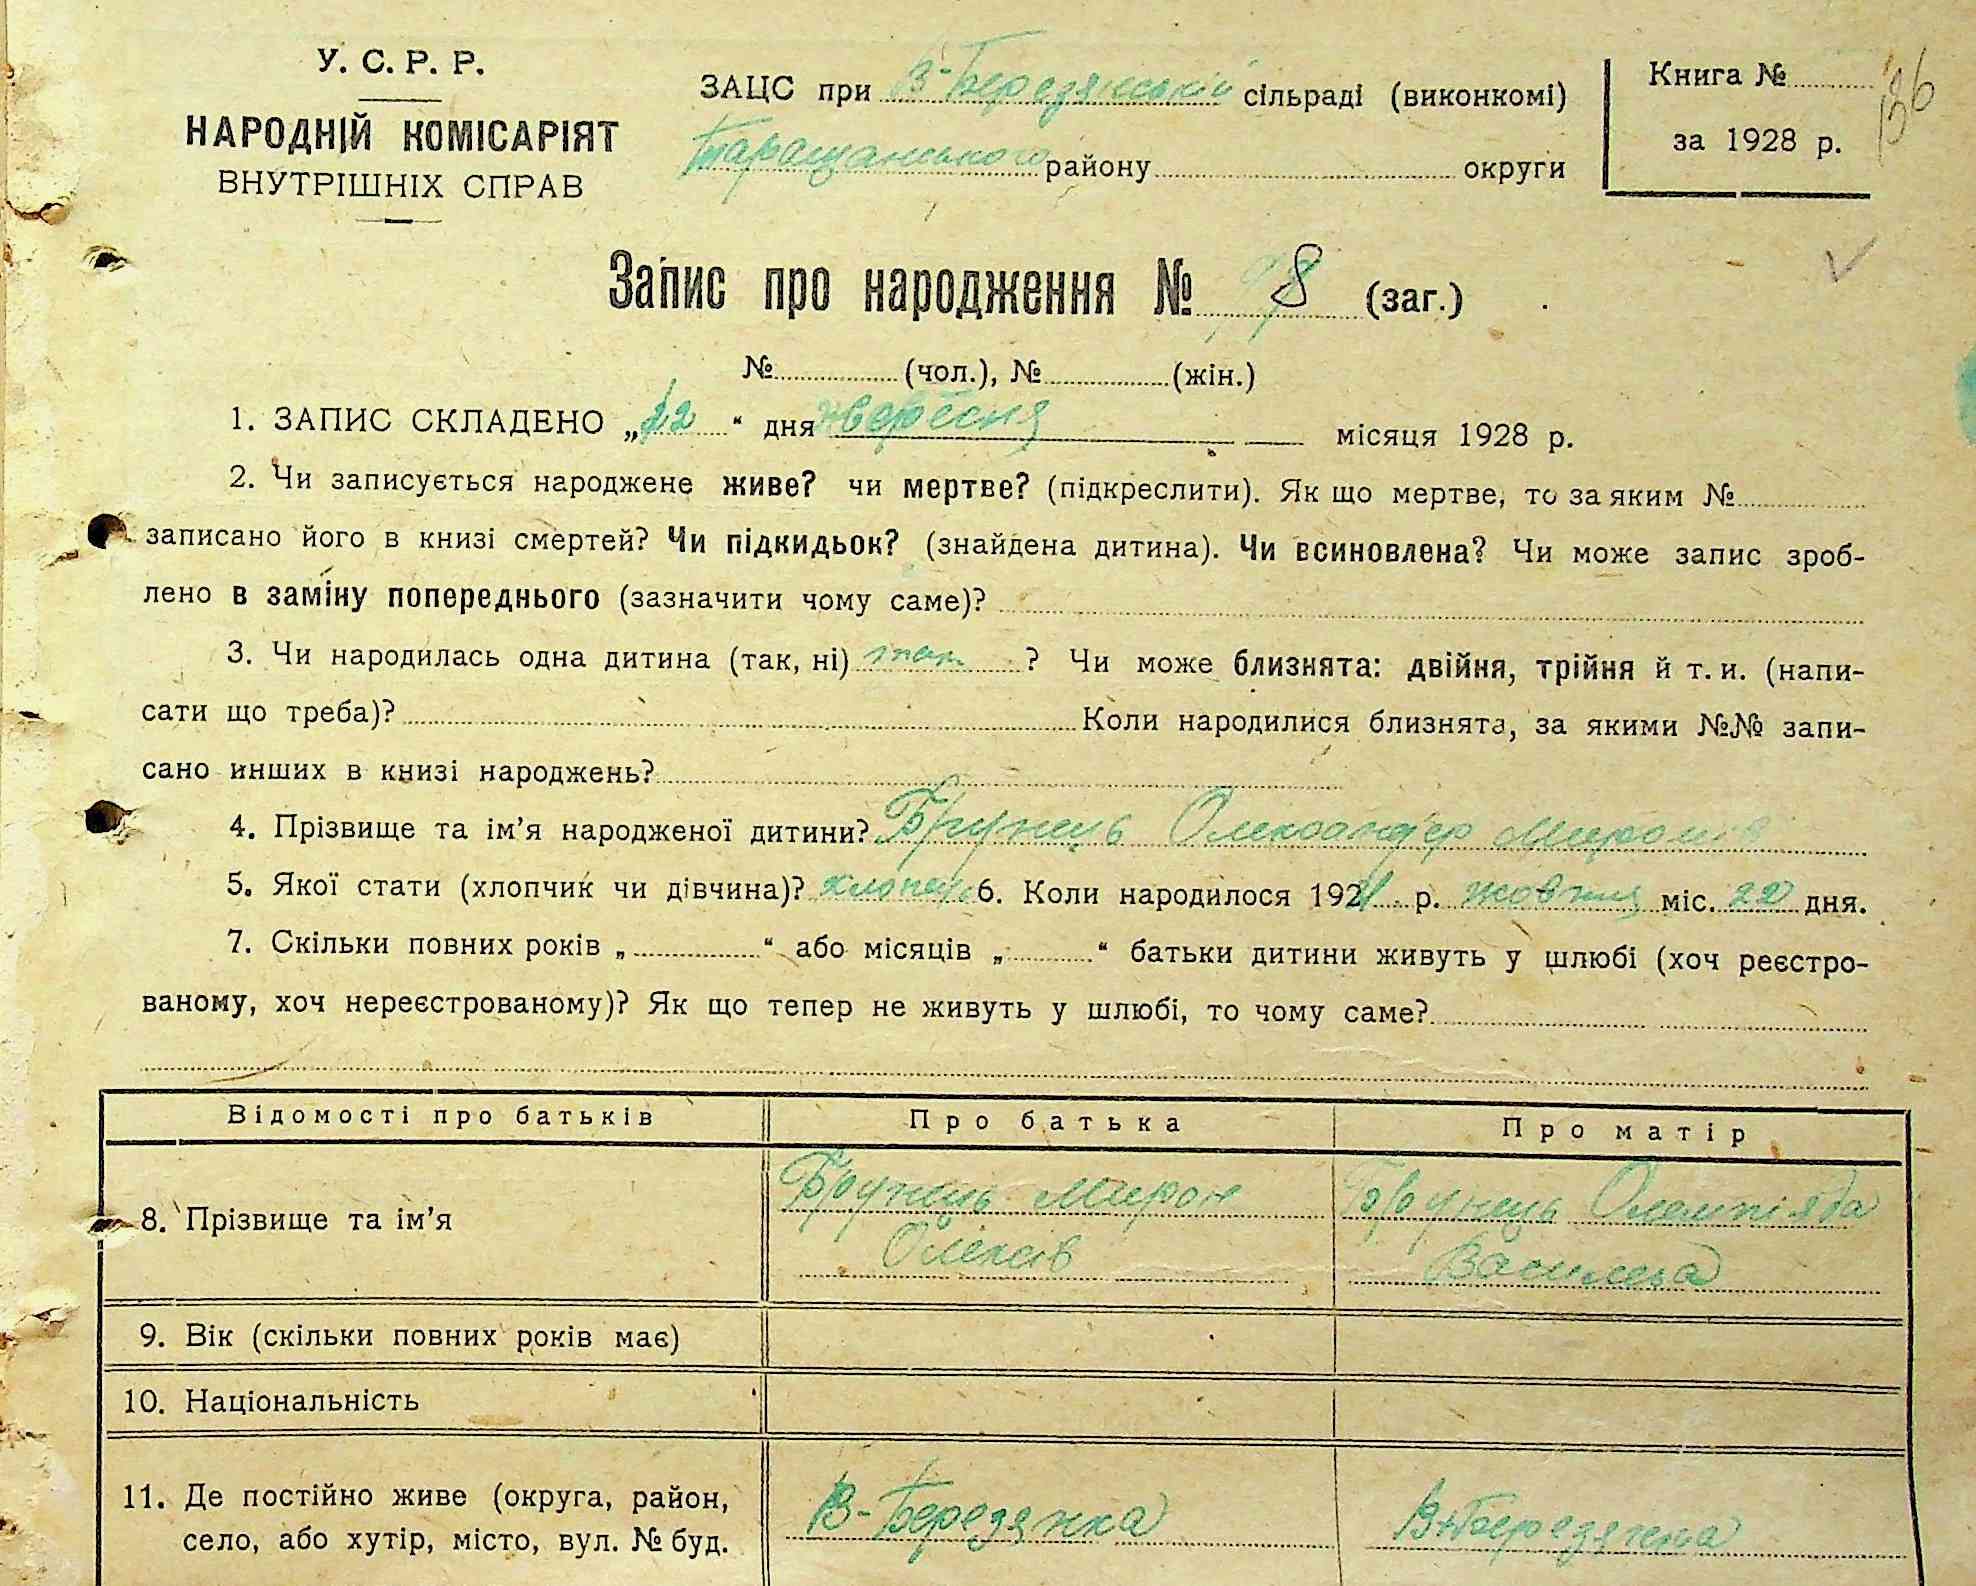 У. С. Р. Р.
НАРОДНІЙ КОМІСАРІЯТ
ВНУТРІШНІХ СПРАВ
ЗАЦС при В-Березянській сільраді (виконкомі)
Таращанського району округи
Книга № 136
за 1928 р.
Запис про народження № 8 (заг.)
№ (чол.), № (жін.)
1. ЗАПИС СКЛАДЕНО „ “ дня вересня місяця 1928 р.
2. Чи записується народжене живе? чи мертве? (підкреслити). Як що мертве, то за яким №
записано його в книзі смертей? Чи підкидьок? (знайдена дитина). Чи всиновлена? Чи може запис зроб-
лено в заміну попереднього (зазначити чому саме)?
3. Чи народилась одна дитина (так, ні) так ? Чи може близнята: двійня, трійня й т. и. (напи-
сати що треба)? Коли народилися близнята, за якими №№ запи-
сано инших в книзі народжень?
4. Прізвище та ім’я народженої дитини? Брунець Олександер Миронів
5. Якої стати (хлопчик чи дівчина)? хлопець 6. Коли народилося 192 р. жовтня міс. 22 дня.
7. Скільки повних років „ “ або місяців „ “ батьки дитини живуть у шлюбі (хоч реєстро-
ваному, хоч нереєстрованому)? Як що тепер не живуть у шлюбі, то чому саме?
Відомості про батьків Про батька Про матір
8. Прізвище та ім’я Брунець Мирон Брунець Олемпіяда
Олексів Василева
9. Вік (скільки повних років має)
10. Національність
11. Де постійно живе (округа, район,
село, або хутір, місто, вул. № буд. В-Березянка В-Березянка